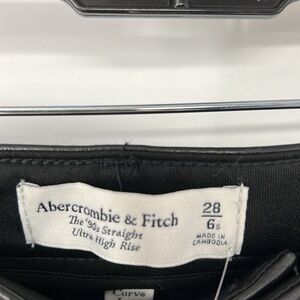 Abercrombie & Fitch
The '90s Straight
Ultra High Rise
28
6S
MADE IN
CAMBODIA
Curve